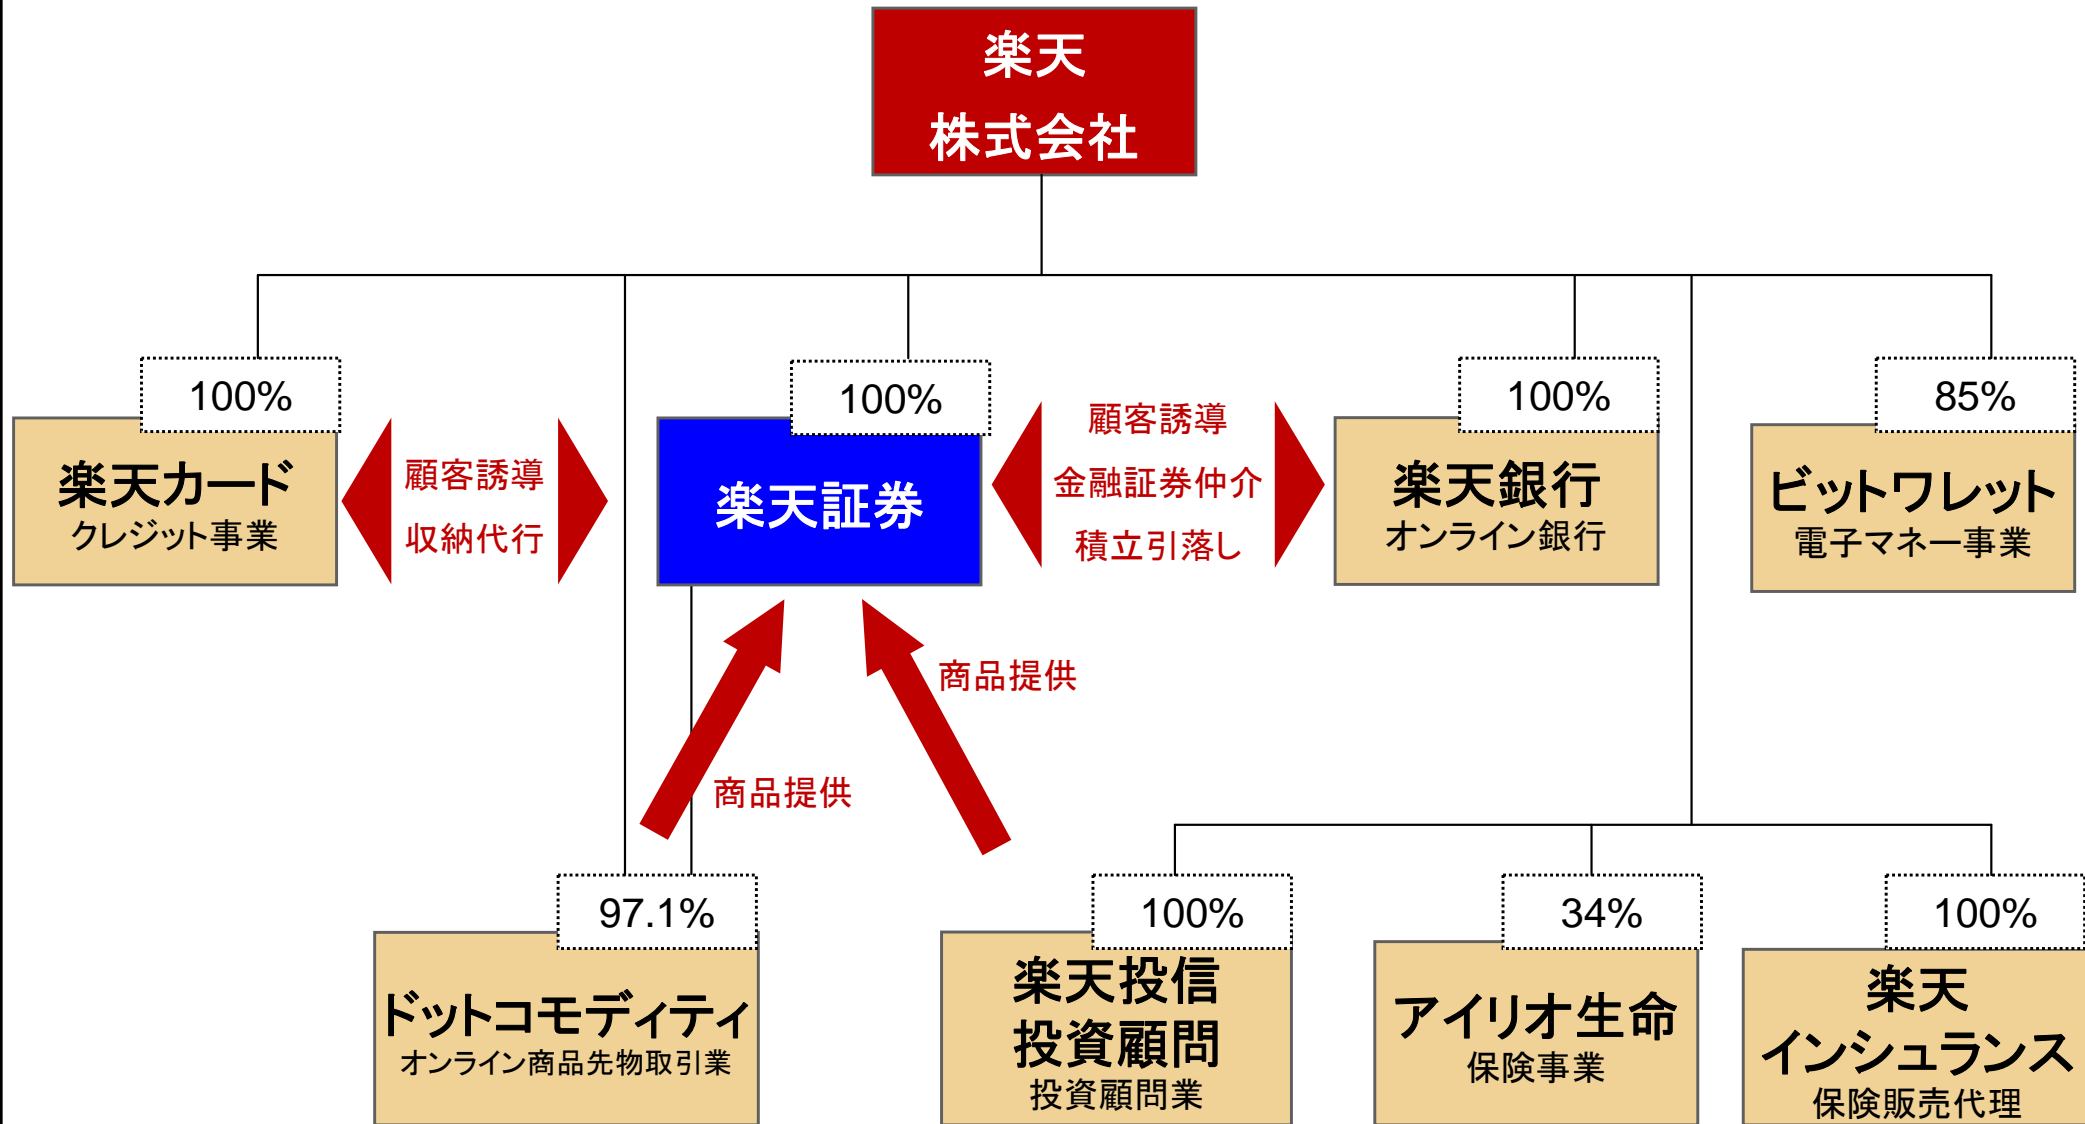 楽天
株式会社
100%
楽天カード
クレジット事業
顧客誘導
収納代行
100%
楽天証券
顧客誘導
金融証券仲介
積立引落し
100%
楽天銀行
オンライン銀行
85%
ビットワレット
電子マネー事業
商品提供
商品提供
97.1%
ドットコモディティ
オンライン商品先物取引業
100%
楽天投信
投資顧問
投資顧問業
34%
アイリオ生命
保険事業
100%
楽天
インシュランス
保険販売代理